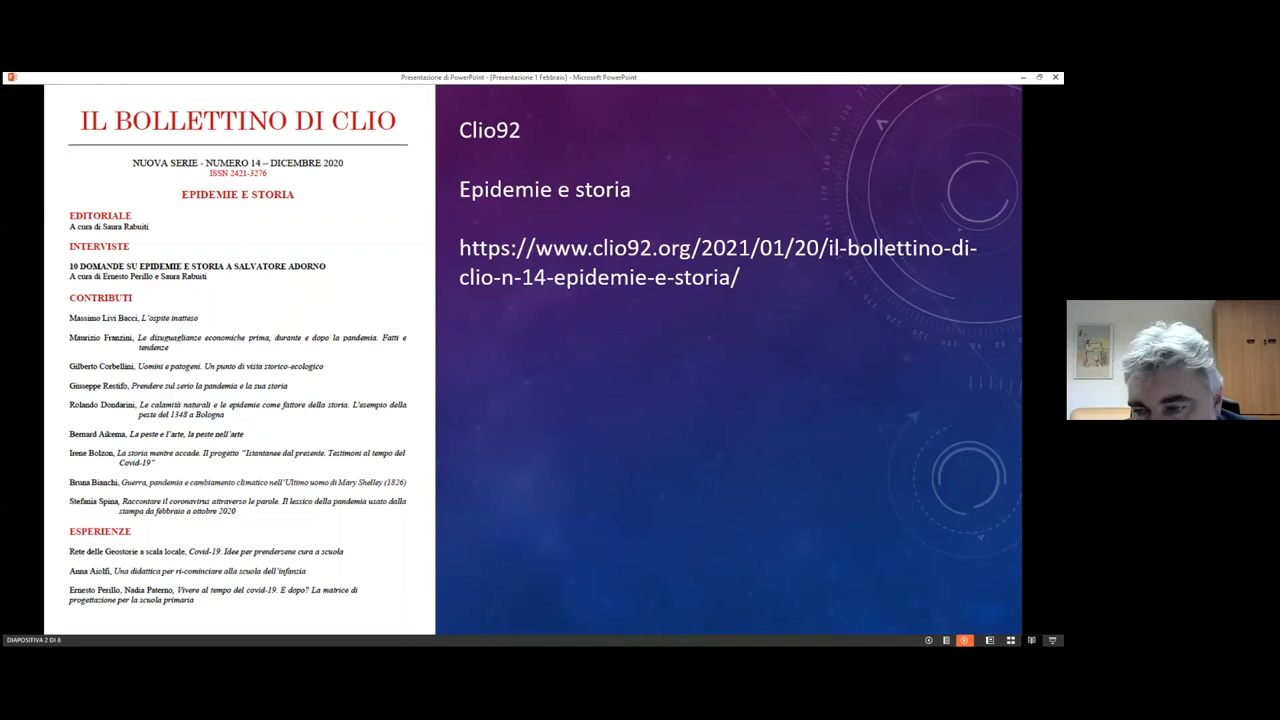 Presentazione di PowerPoint - [Presentazione 1 Febbraio] - Microsoft PowerPoint
IL BOLLETTINO DI CLIO
NUOVA SERIE - NUMERO 14 – DICEMBRE 2020
ISSN 2421-3276
EPIDEMIE E STORIA
EDITORIALE
A cura di Saura Rabuiti
INTERVISTE
10 DOMANDE SU EPIDEMIE E STORIA A SALVATORE ADORNO
A cura di Ernesto Perillo e Saura Rabuiti
CONTRIBUTI
Massimo Livi Bacci, L'ospite inatteso
Maurizio Franzini, Le disuguaglianze economiche prima, durante e dopo la pandemia. Fatti e
tendenze
Gilberto Corbellini, Uomini e patogeni. Un punto di vista storico-ecologico
Giuseppe Restifo, Prendere sul serio la pandemia e la sua storia
Rolando Dondarini, Le calamità naturali e le epidemie come fattore della storia. L'esempio della
peste del 1348 a Bologna
Bernard Aikema, La peste e l'arte, la peste nell'arte
Irene Bolzon, La storia mentre accade. Il progetto "Istantanee dal presente. Testimoni al tempo del
Covid-19"
Bruna Bianchi, Guerra, pandemia e cambiamento climatico nell'Ultimo uomo di Mary Shelley (1826)
Stefania Spina, Raccontare il coronavirus attraverso le parole. Il lessico della pandemia usato dalla
stampa da febbraio a ottobre 2020
ESPERIENZE
Rete delle Geostorie a scala locale, Covid-19. Idee per prendersene cura a scuola
Anna Aiolfi, Una didattica per ri-cominciare alla scuola dell'infanzia
Ernesto Perillo, Nadia Paterno, Vivere al tempo del covid-19. E dopo? La matrice di
progettazione per la scuola primaria
Clio92
Epidemie e storia
https://www.clio92.org/2021/01/20/il-bollettino-di-
clio-n-14-epidemie-e-storia/
DIAPOSITIVA 2 DI 8